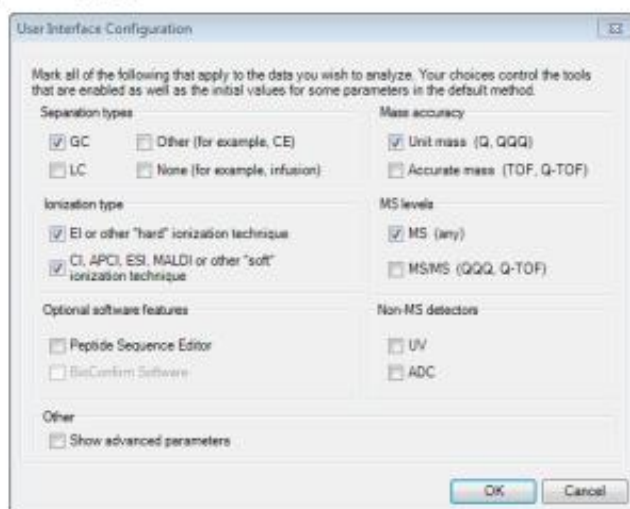 User Interface Configuration
Mark all of the following that apply to the data you wish to analyze. Your choices control the tools
that are enabled as well as the initial values for some parameters in the default method.
Separation types
GC
Other (for example, CE)
LC
None (for example, infusion)
Mass accuracy
Unit mass (Q, QQQ)
Accurate mass (TOF, Q-TOF)
Ionization type
EI or other "hard" ionization technique
CI, APCI, ESI, MALDI or other "soft"
ionization technique
MS levels
MS (any)
MS/MS (QQQ, Q-TOF)
Optional software features
Peptide Sequence Editor
BioConfirm Software
Non-MS detectors
UV
ADC
Other
Show advanced parameters
OK
Cancel